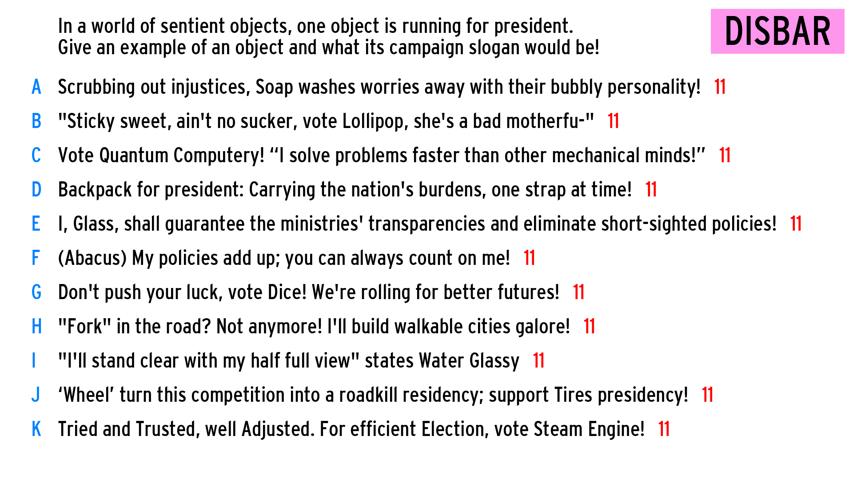 In a world of sentient objects, one object is running for president.
Give an example of an object and what its campaign slogan would be!
DISBAR
A Scrubbing out injustices, Soap washes worries away with their bubbly personality! 11
B "Sticky sweet, ain't no sucker, vote Lollipop, she's a bad motherfu-" 11
C Vote Quantum Computery! “I solve problems faster than other mechanical minds!” 11
D Backpack for president: Carrying the nation's burdens, one strap at time! 11
E I, Glass, shall guarantee the ministries' transparencies and eliminate short-sighted policies! 11
F (Abacus) My policies add up; you can always count on me! 11
G Don't push your luck, vote Dice! We're rolling for better futures! 11
H "Fork" in the road? Not anymore! I'll build walkable cities galore! 11
I "I'll stand clear with my half full view" states Water Glassy 11
J ‘Wheel’ turn this competition into a roadkill residency; support Tires presidency! 11
K Tried and Trusted, well Adjusted. For efficient Election, vote Steam Engine! 11